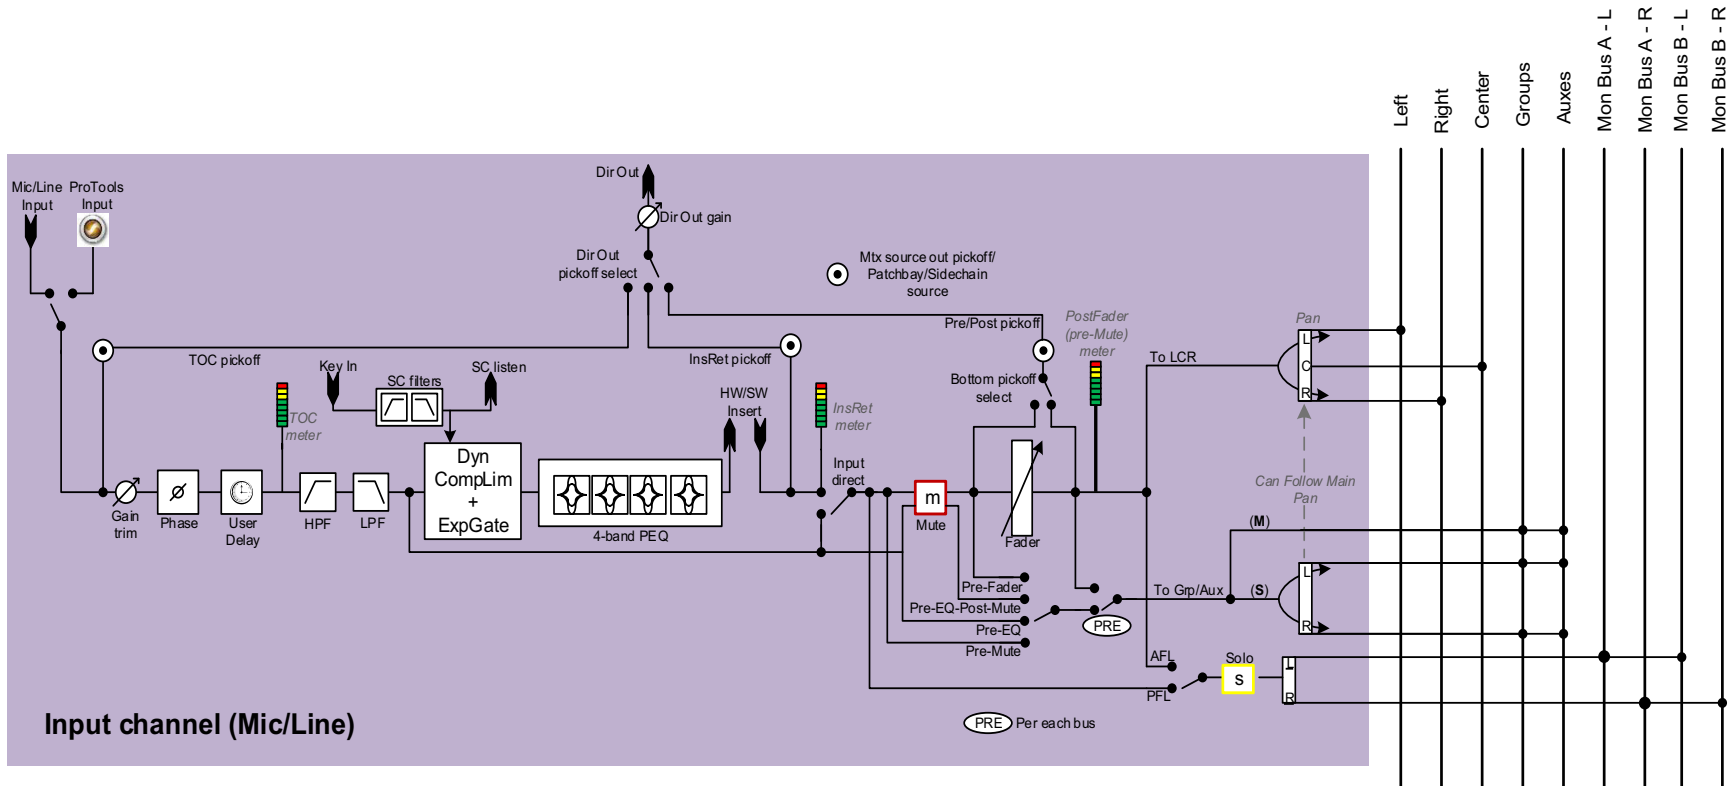 Left
Right
Center
Groups
Auxes
Mon Bus A - L
Mon Bus A - R
Mon Bus B - L
Mon Bus B - R
Mic/Line
Input
ProTools
Input
Dir Out
Dir Out gain
Dir Out
pickoff select
Mtx source out pickoff/
Patchbay/Sidechain
source
TOC pickoff
InsRet pickoff
Pre/Post pickoff
PostFader
(pre-Mute)
meter
Pan
L
C
R
To LCR
Key In
SC filters
SC listen
Bottom pickoff
select
HW/SW
Insert
InsRet
meter
TOC
meter
Dyn
CompLim
+
ExpGate
Input
direct
Can Follow Main
Pan
Gain
trim
Phase
User
Delay
HPF
LPF
4-band PEQ
m
Mute
Fader
(M)
Pre-Fader
Pre-EQ-Post-Mute
Pre-EQ
Pre-Mute
PRE
To Grp/Aux
(S)
L
R
AFL
PFL
Solo
S
L
R
Input channel (Mic/Line)
PRE
Per each bus